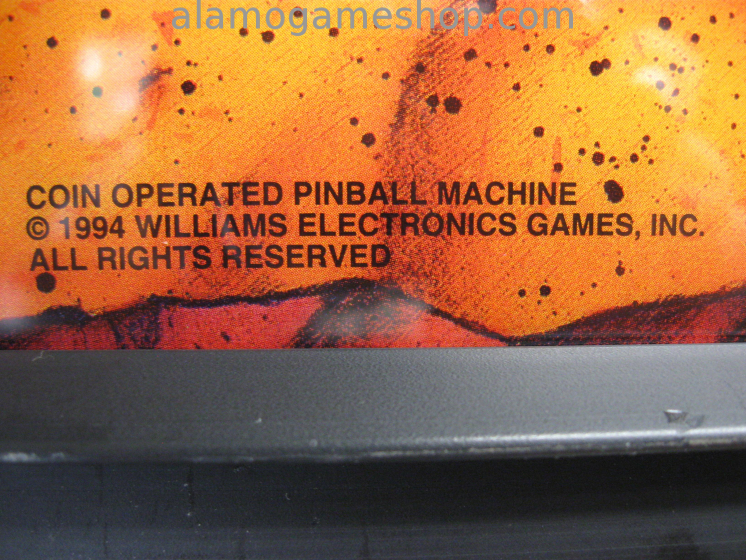 alamogameshop.com
COIN OPERATED PINBALL MACHINE
© 1994 WILLIAMS ELECTRONICS GAMES, INC.
ALL RIGHTS RESERVED